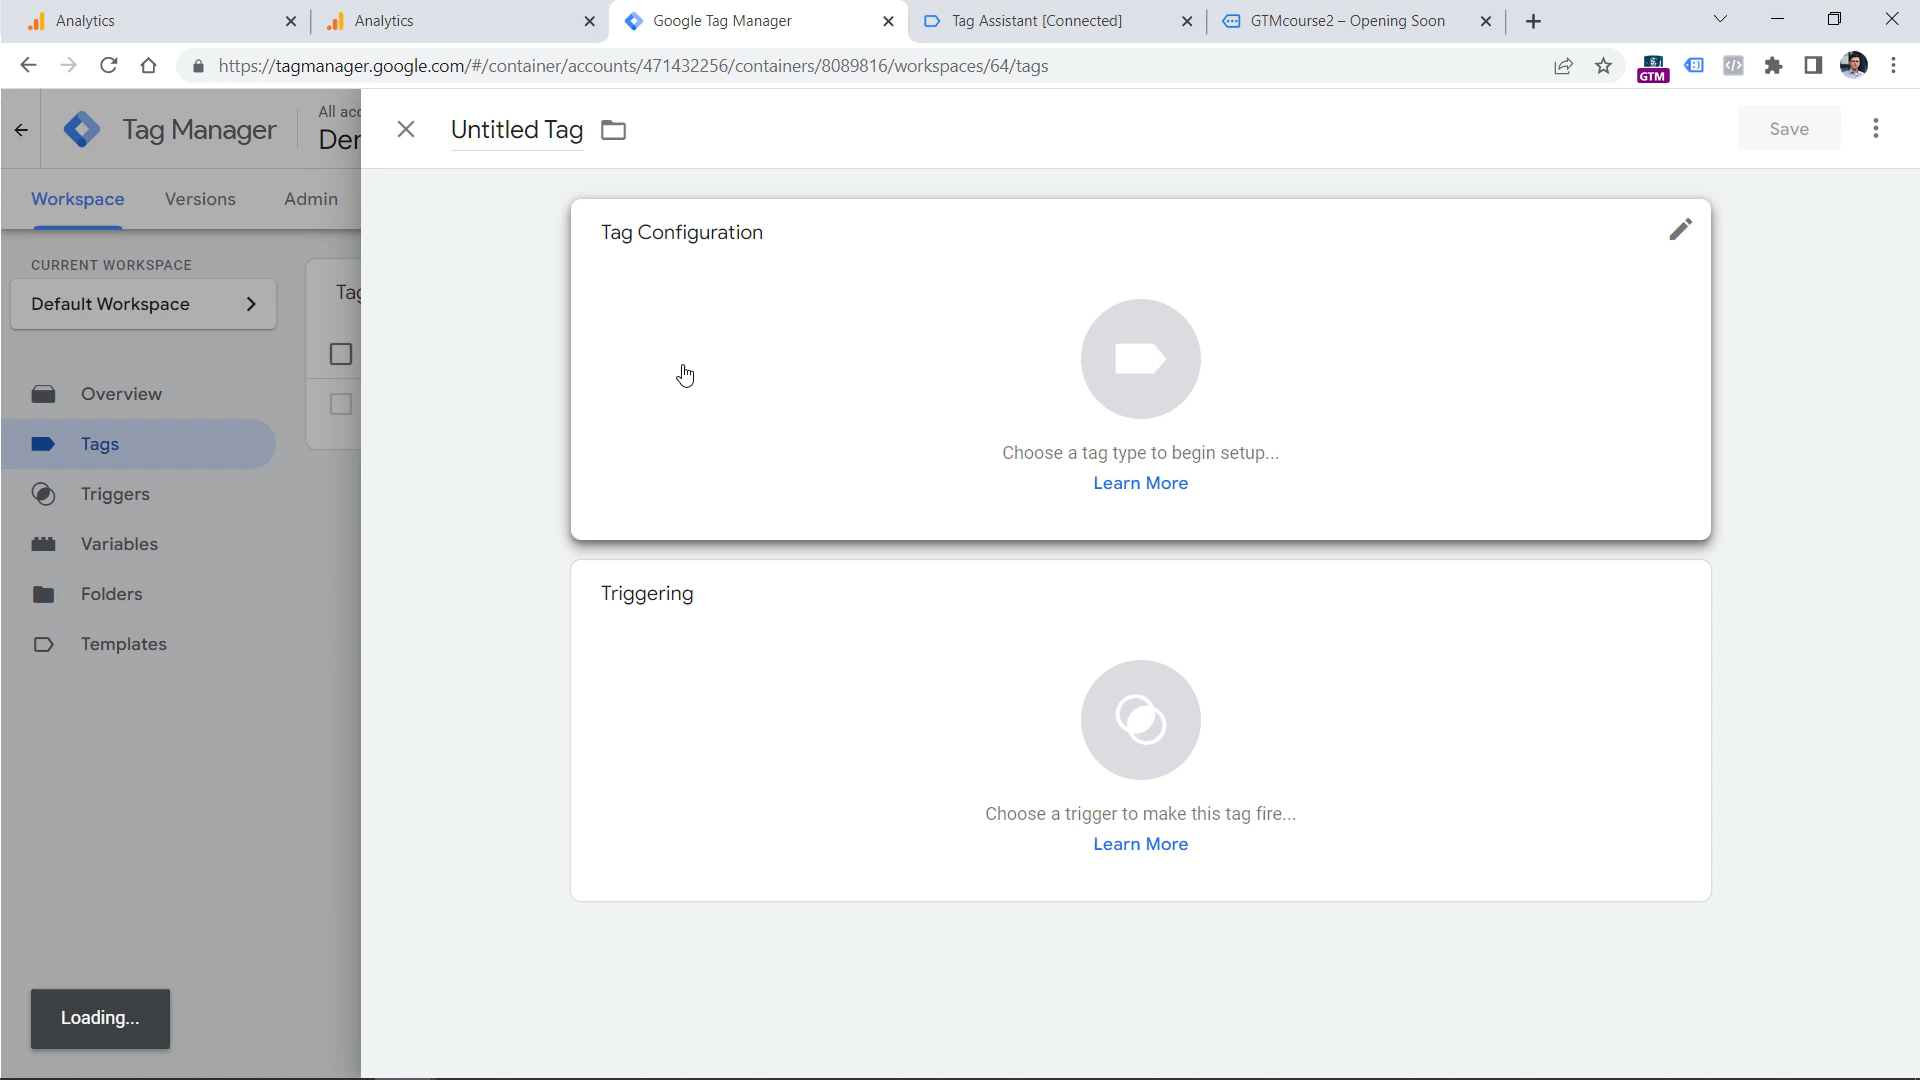 Analytics
Analytics
Google Tag Manager
Tag Assistant [Connected]
GTMcourse2 – Opening Soon
https://tagmanager.google.com/#/container/accounts/471432256/containers/8089816/workspaces/64/tags
GTM
Tag Manager
All acc
Der
Untitled Tag
Save
Workspace
Versions
Admin
CURRENT WORKSPACE
Default Workspace
Tag
Overview
Tags
Triggers
Variables
Folders
Templates
Tag Configuration
Choose a tag type to begin setup...
Learn More
Triggering
Choose a trigger to make this tag fire...
Learn More
Loading...